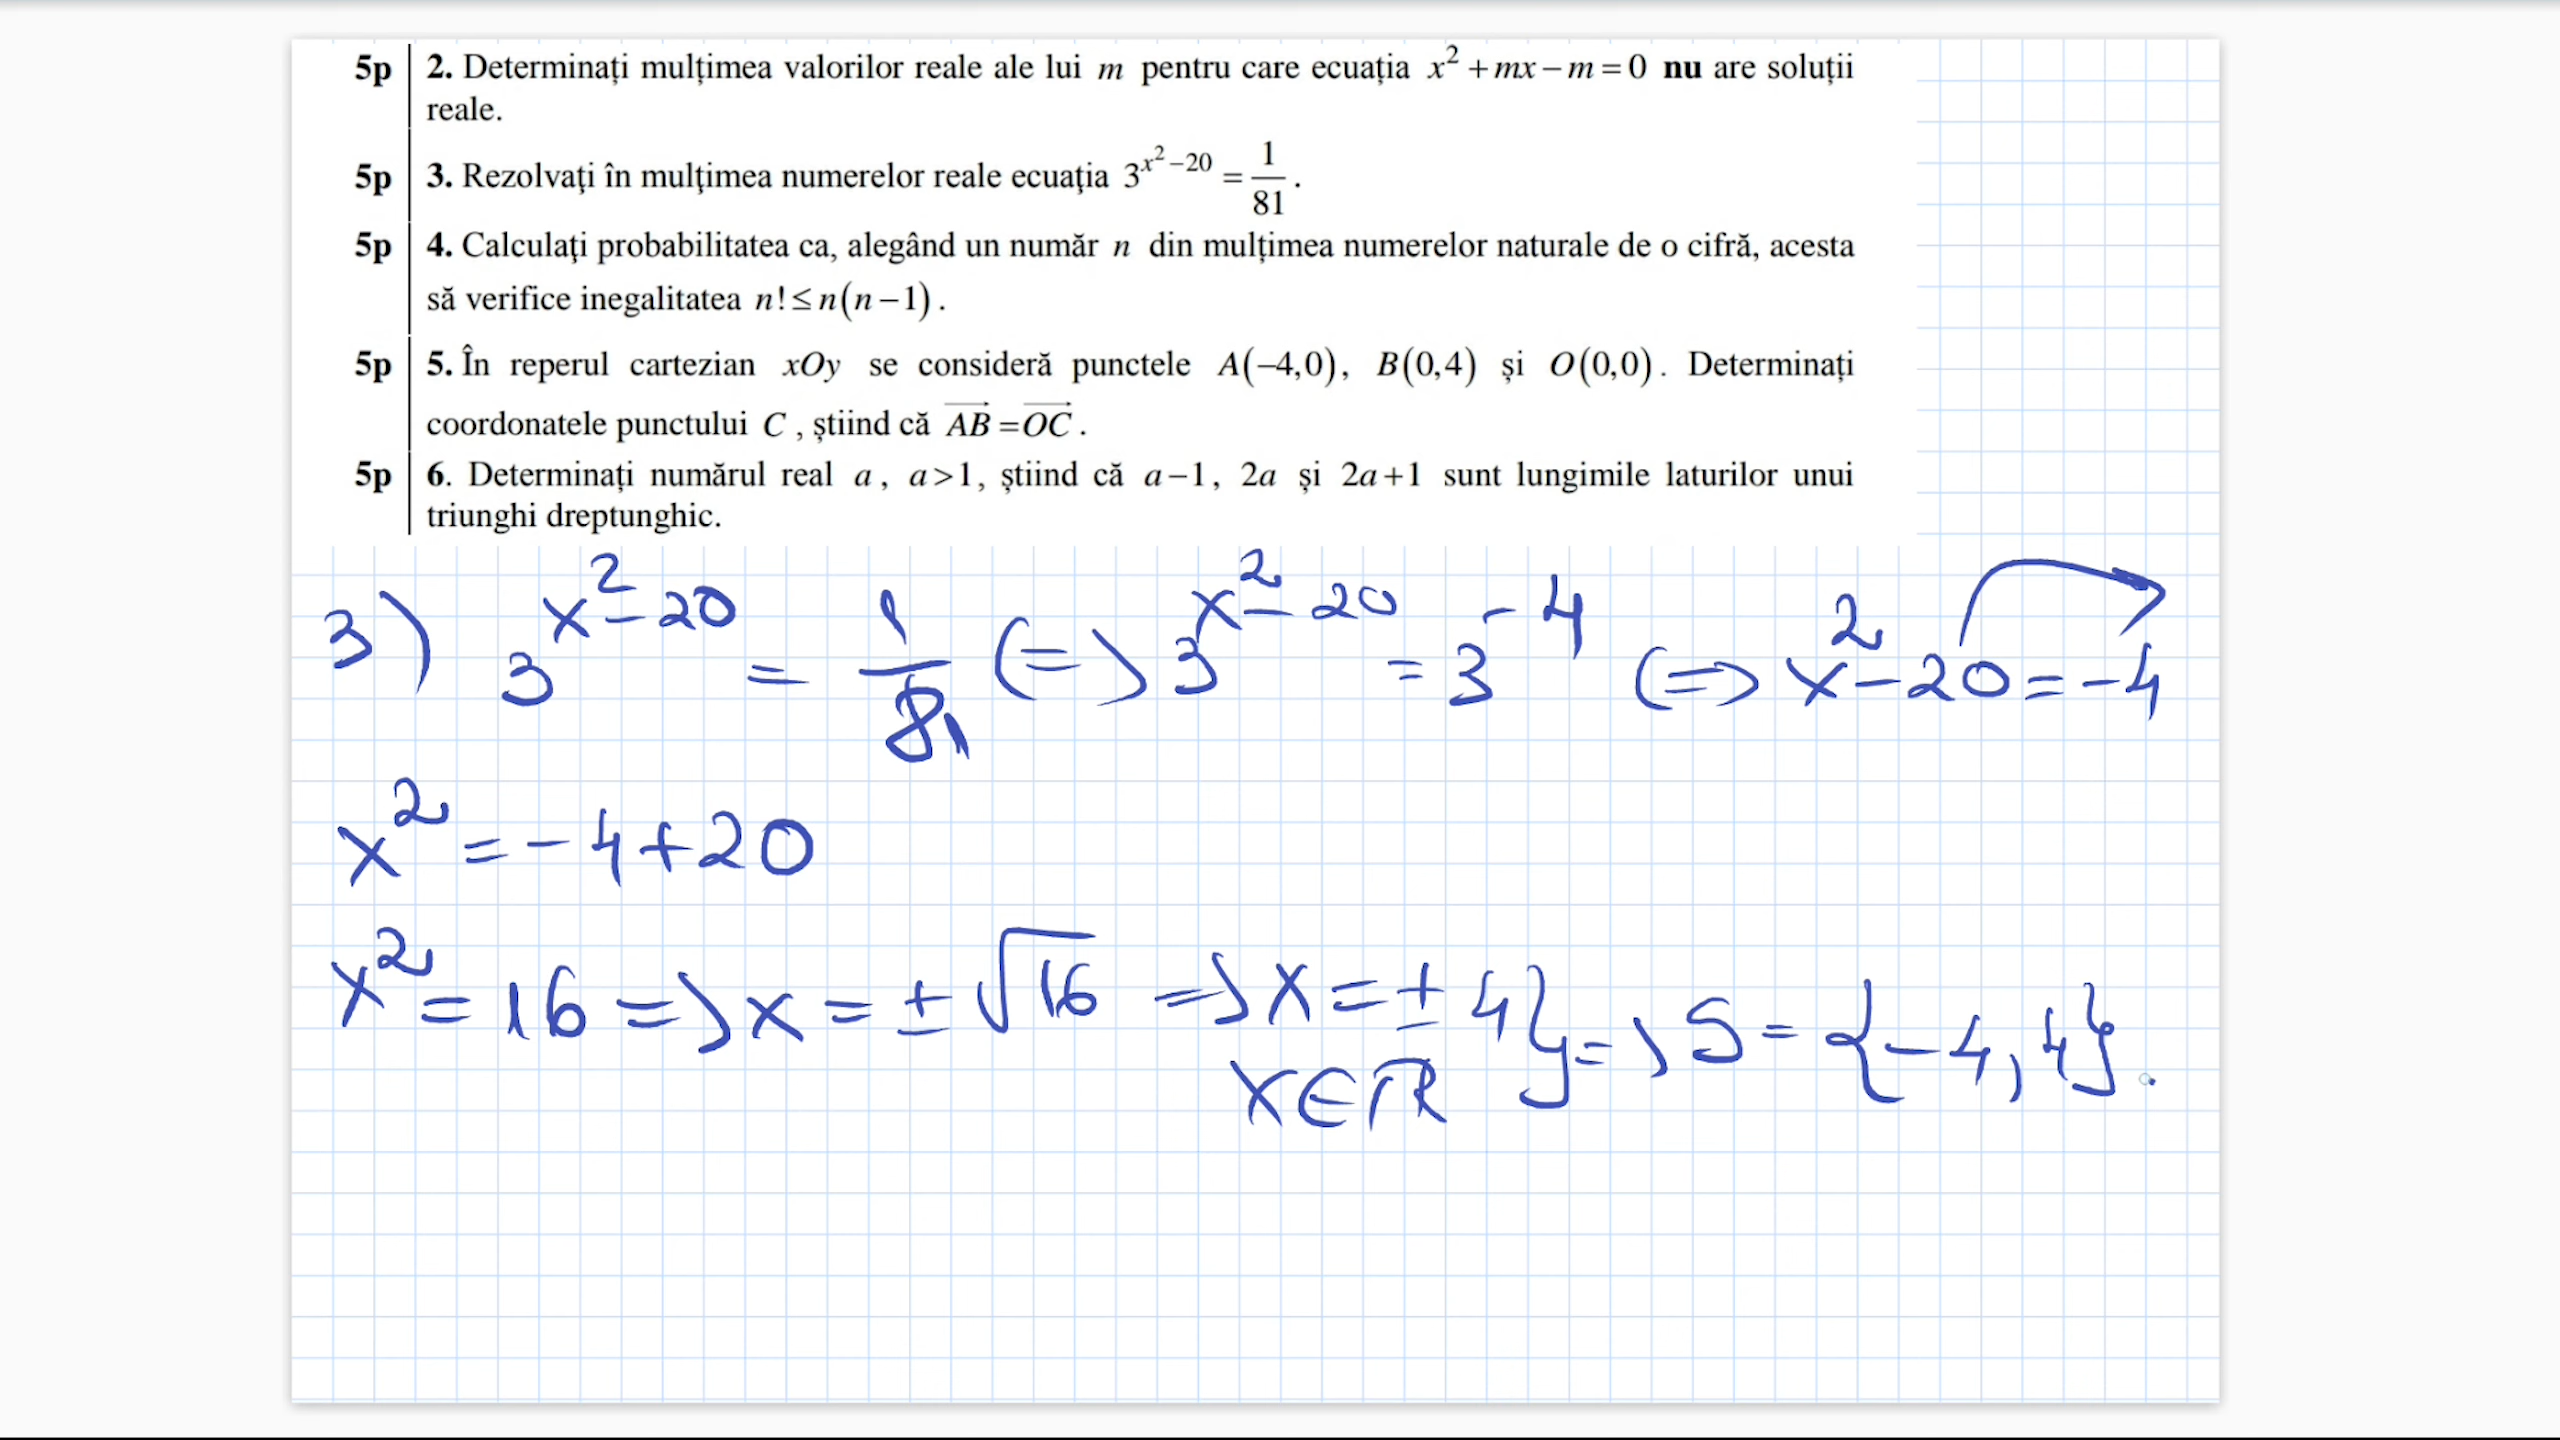 5p 2. Determinați mulțimea valorilor reale ale lui m pentru care ecuația x² + mx − m = 0 nu are soluții
reale.
5p 3. Rezolvați în mulțimea numerelor reale ecuația 3^(x²−20) = 1/81.
5p 4. Calculați probabilitatea ca, alegând un număr n din mulțimea numerelor naturale de o cifră, acesta
să verifice inegalitatea n! ≤ n(n−1).
5p 5. În reperul cartezian xOy se consideră punctele A(−4,0), B(0,4) și O(0,0). Determinați
coordonatele punctului C, știind că AB = OC.
5p 6. Determinați numărul real a, a>1, știind că a−1, 2a și 2a+1 sunt lungimile laturilor unui
triunghi dreptunghic.
3) 3^(x²−20) = 1/81 (=) 3^(x²−20) = 3^(−4) (=) x²−20 = −4
x² = −4+20
x² = 16 => x = ±√16 => x = ±4 } => S = {−4, 4}.
x∈ℝ